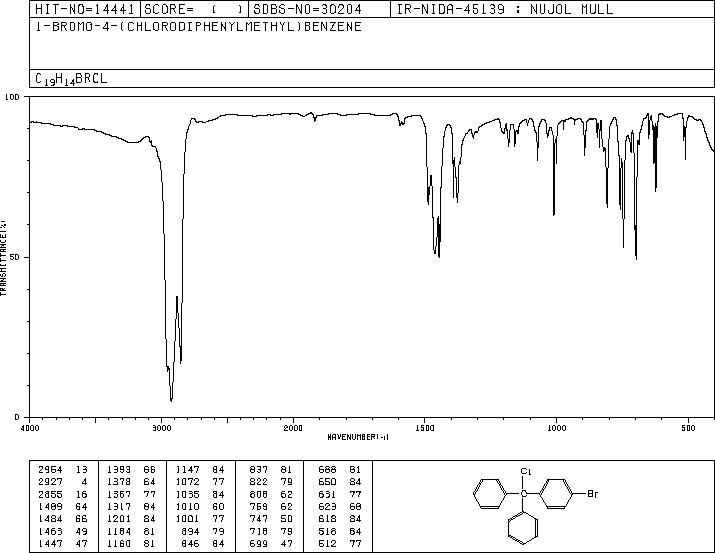 HIT-NO=14441 SCORE= ( ) SDBS-NO=30204 IR-NIDA-45139 : NUJOL MULL
1-BROMO-4-(CHLORODIPHENYLMETHYL)BENZENE
C19H14BRCL
100
50
0
TRANSMITTANCE(%)
4000 3000 2000 1500 1000 500
WAVENUMBER(-1)
2964 13 1393 66 1147 84 837 81 688 81
2927 4 1378 64 1072 77 822 79 650 84
2855 16 1367 77 1035 84 808 62 631 77
1489 64 1317 84 1010 60 759 62 623 68
1484 66 1201 84 1001 77 747 50 618 84
1463 49 1184 81 894 79 718 79 516 84
1447 47 1160 81 846 84 699 47 512 77
Cl
C
Br